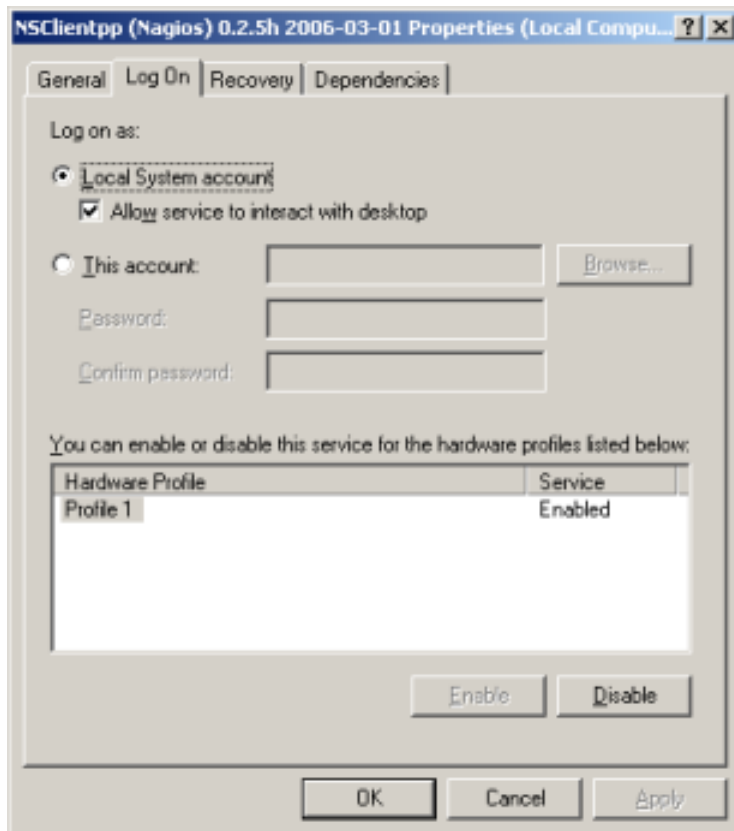 NSClientpp (Nagios) 0.2.5h 2006-03-01 Properties (Local Compu...
General Log On Recovery Dependencies
Log on as:
Local System account
Allow service to interact with desktop
This account: Browse...
Password:
Confirm password:
You can enable or disable this service for the hardware profiles listed below:
Hardware Profile Service
Profile 1 Enabled
Enable Disable
OK Cancel Apply